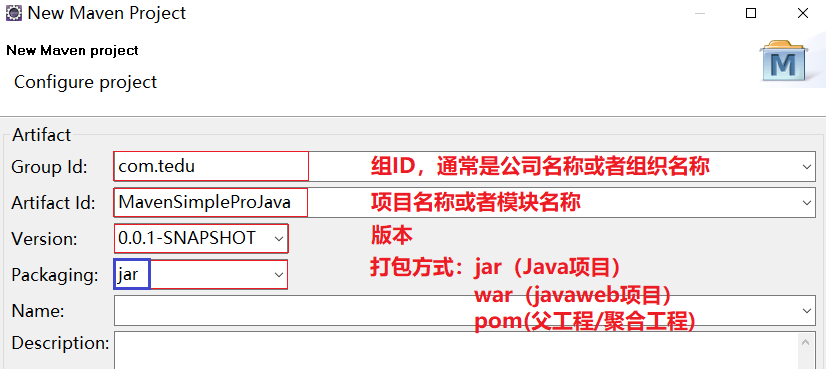 New Maven Project
New Maven project
Configure project
M
Artifact
Group Id: com.tedu 组ID，通常是公司名称或者组织名称
Artifact Id: MavenSimpleProJava 项目名称或者模块名称
Version: 0.0.1-SNAPSHOT 版本
Packaging: jar 打包方式：jar（Java项目）
war（javaweb项目）
pom(父工程/聚合工程)
Name:
Description: